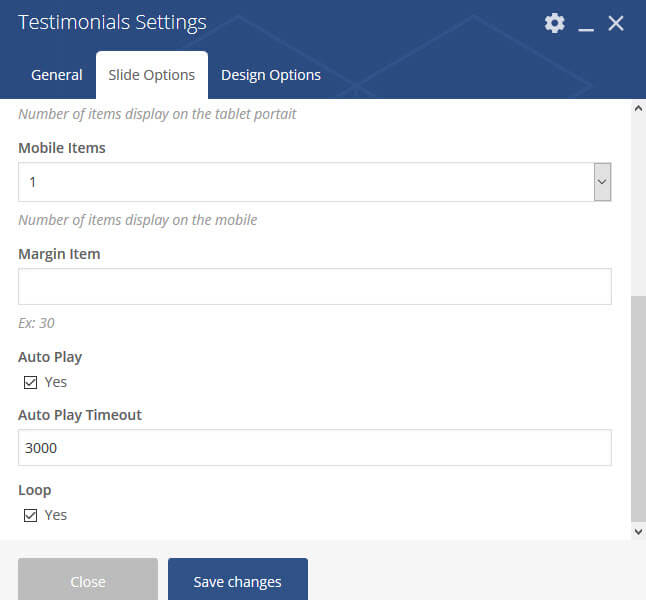 Testimonials Settings
General Slide Options Design Options
Number of items display on the tablet portait
Mobile Items
1
Number of items display on the mobile
Margin Item
Ex: 30
Auto Play
Yes
Auto Play Timeout
3000
Loop
Yes
Close Save changes